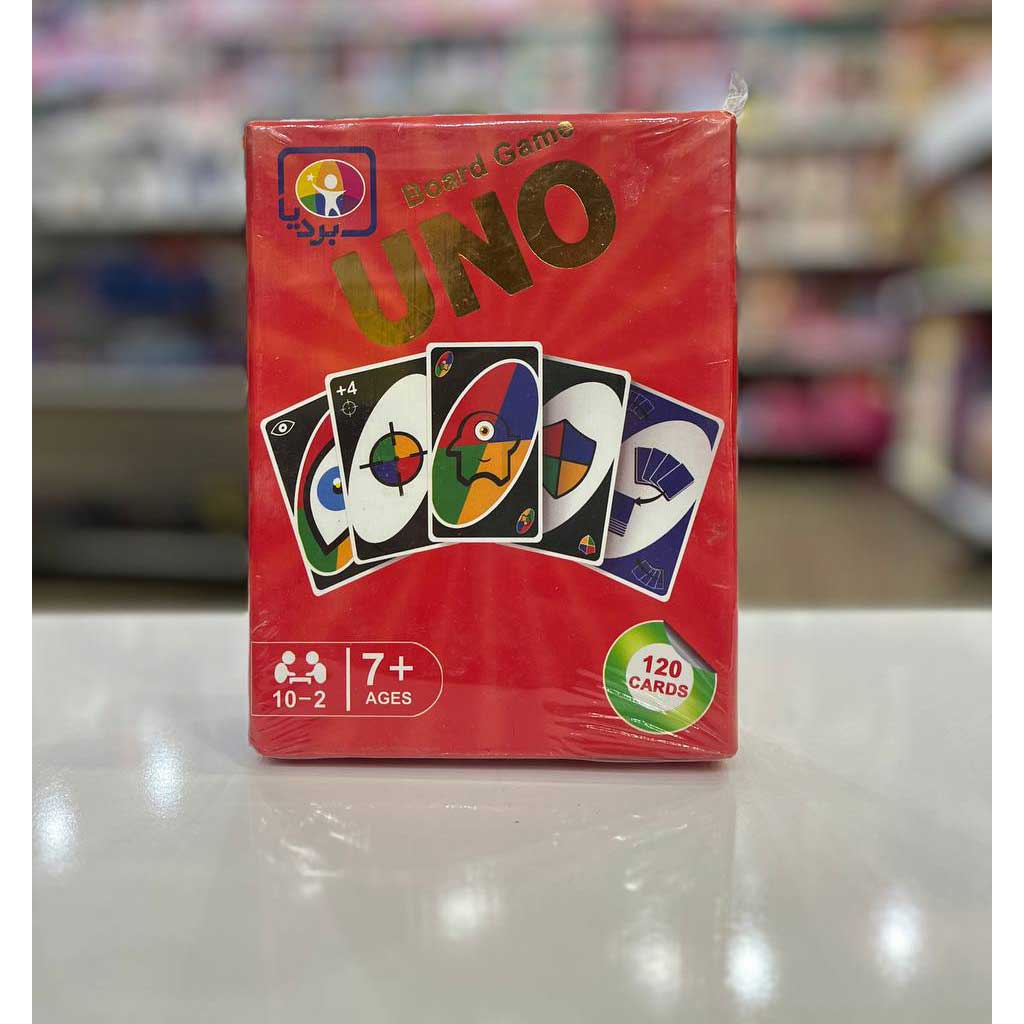 بردیا
Board Game
UNO
+4
10-2
7+
AGES
120
CARDS